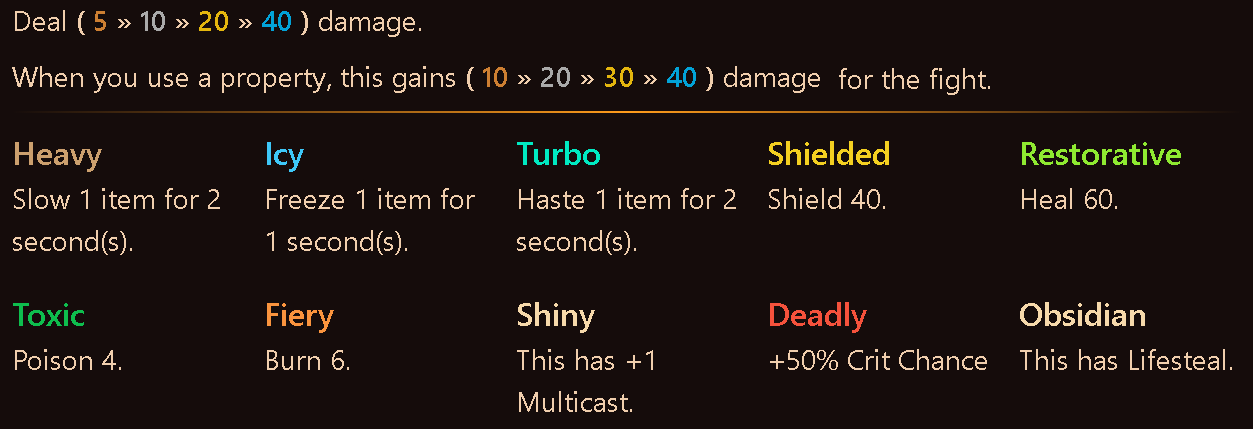 Deal ( 5 » 10 » 20 » 40 ) damage.
When you use a property, this gains ( 10 » 20 » 30 » 40 ) damage for the fight.
Heavy
Slow 1 item for 2
second(s).
Icy
Freeze 1 item for
1 second(s).
Turbo
Haste 1 item for 2
second(s).
Shielded
Shield 40.
Restorative
Heal 60.
Toxic
Poison 4.
Fiery
Burn 6.
Shiny
This has +1
Multicast.
Deadly
+50% Crit Chance
Obsidian
This has Lifesteal.